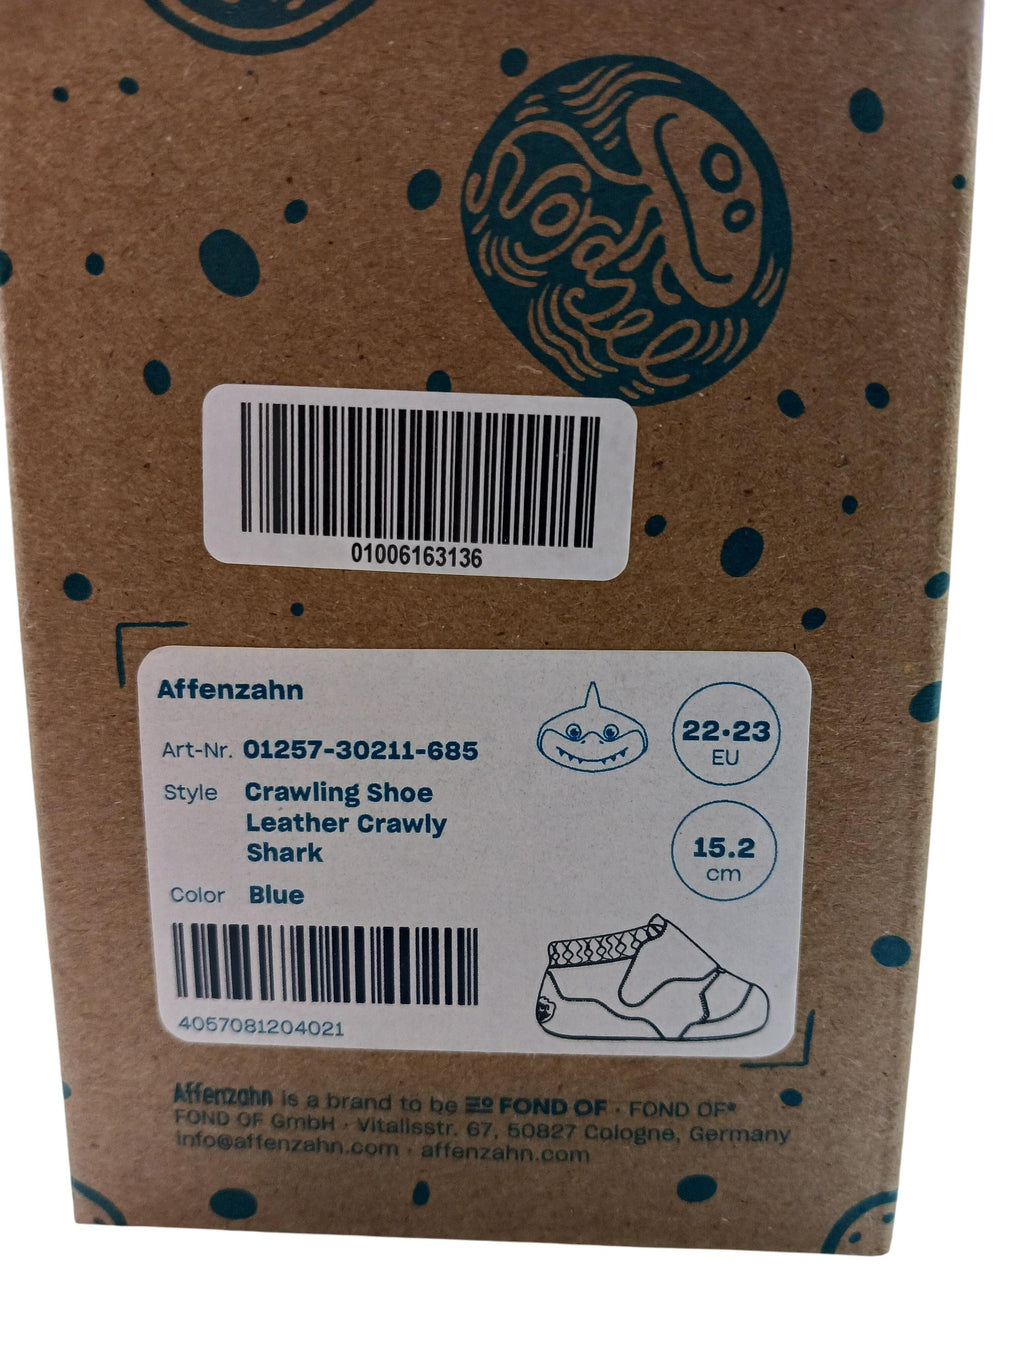 01006163136
Affenzahn
Art-Nr. 01257-30211-685
Style Crawling Shoe
Leather Crawly
Shark
Color Blue
4057081204021
22·23
EU
15.2
cm
Affenzahn is a brand to be FOND OF · FOND OF®
FOND OF GmbH · Vitalisstr. 67, 50827 Cologne, Germany
info@affenzahn.com · affenzahn.com